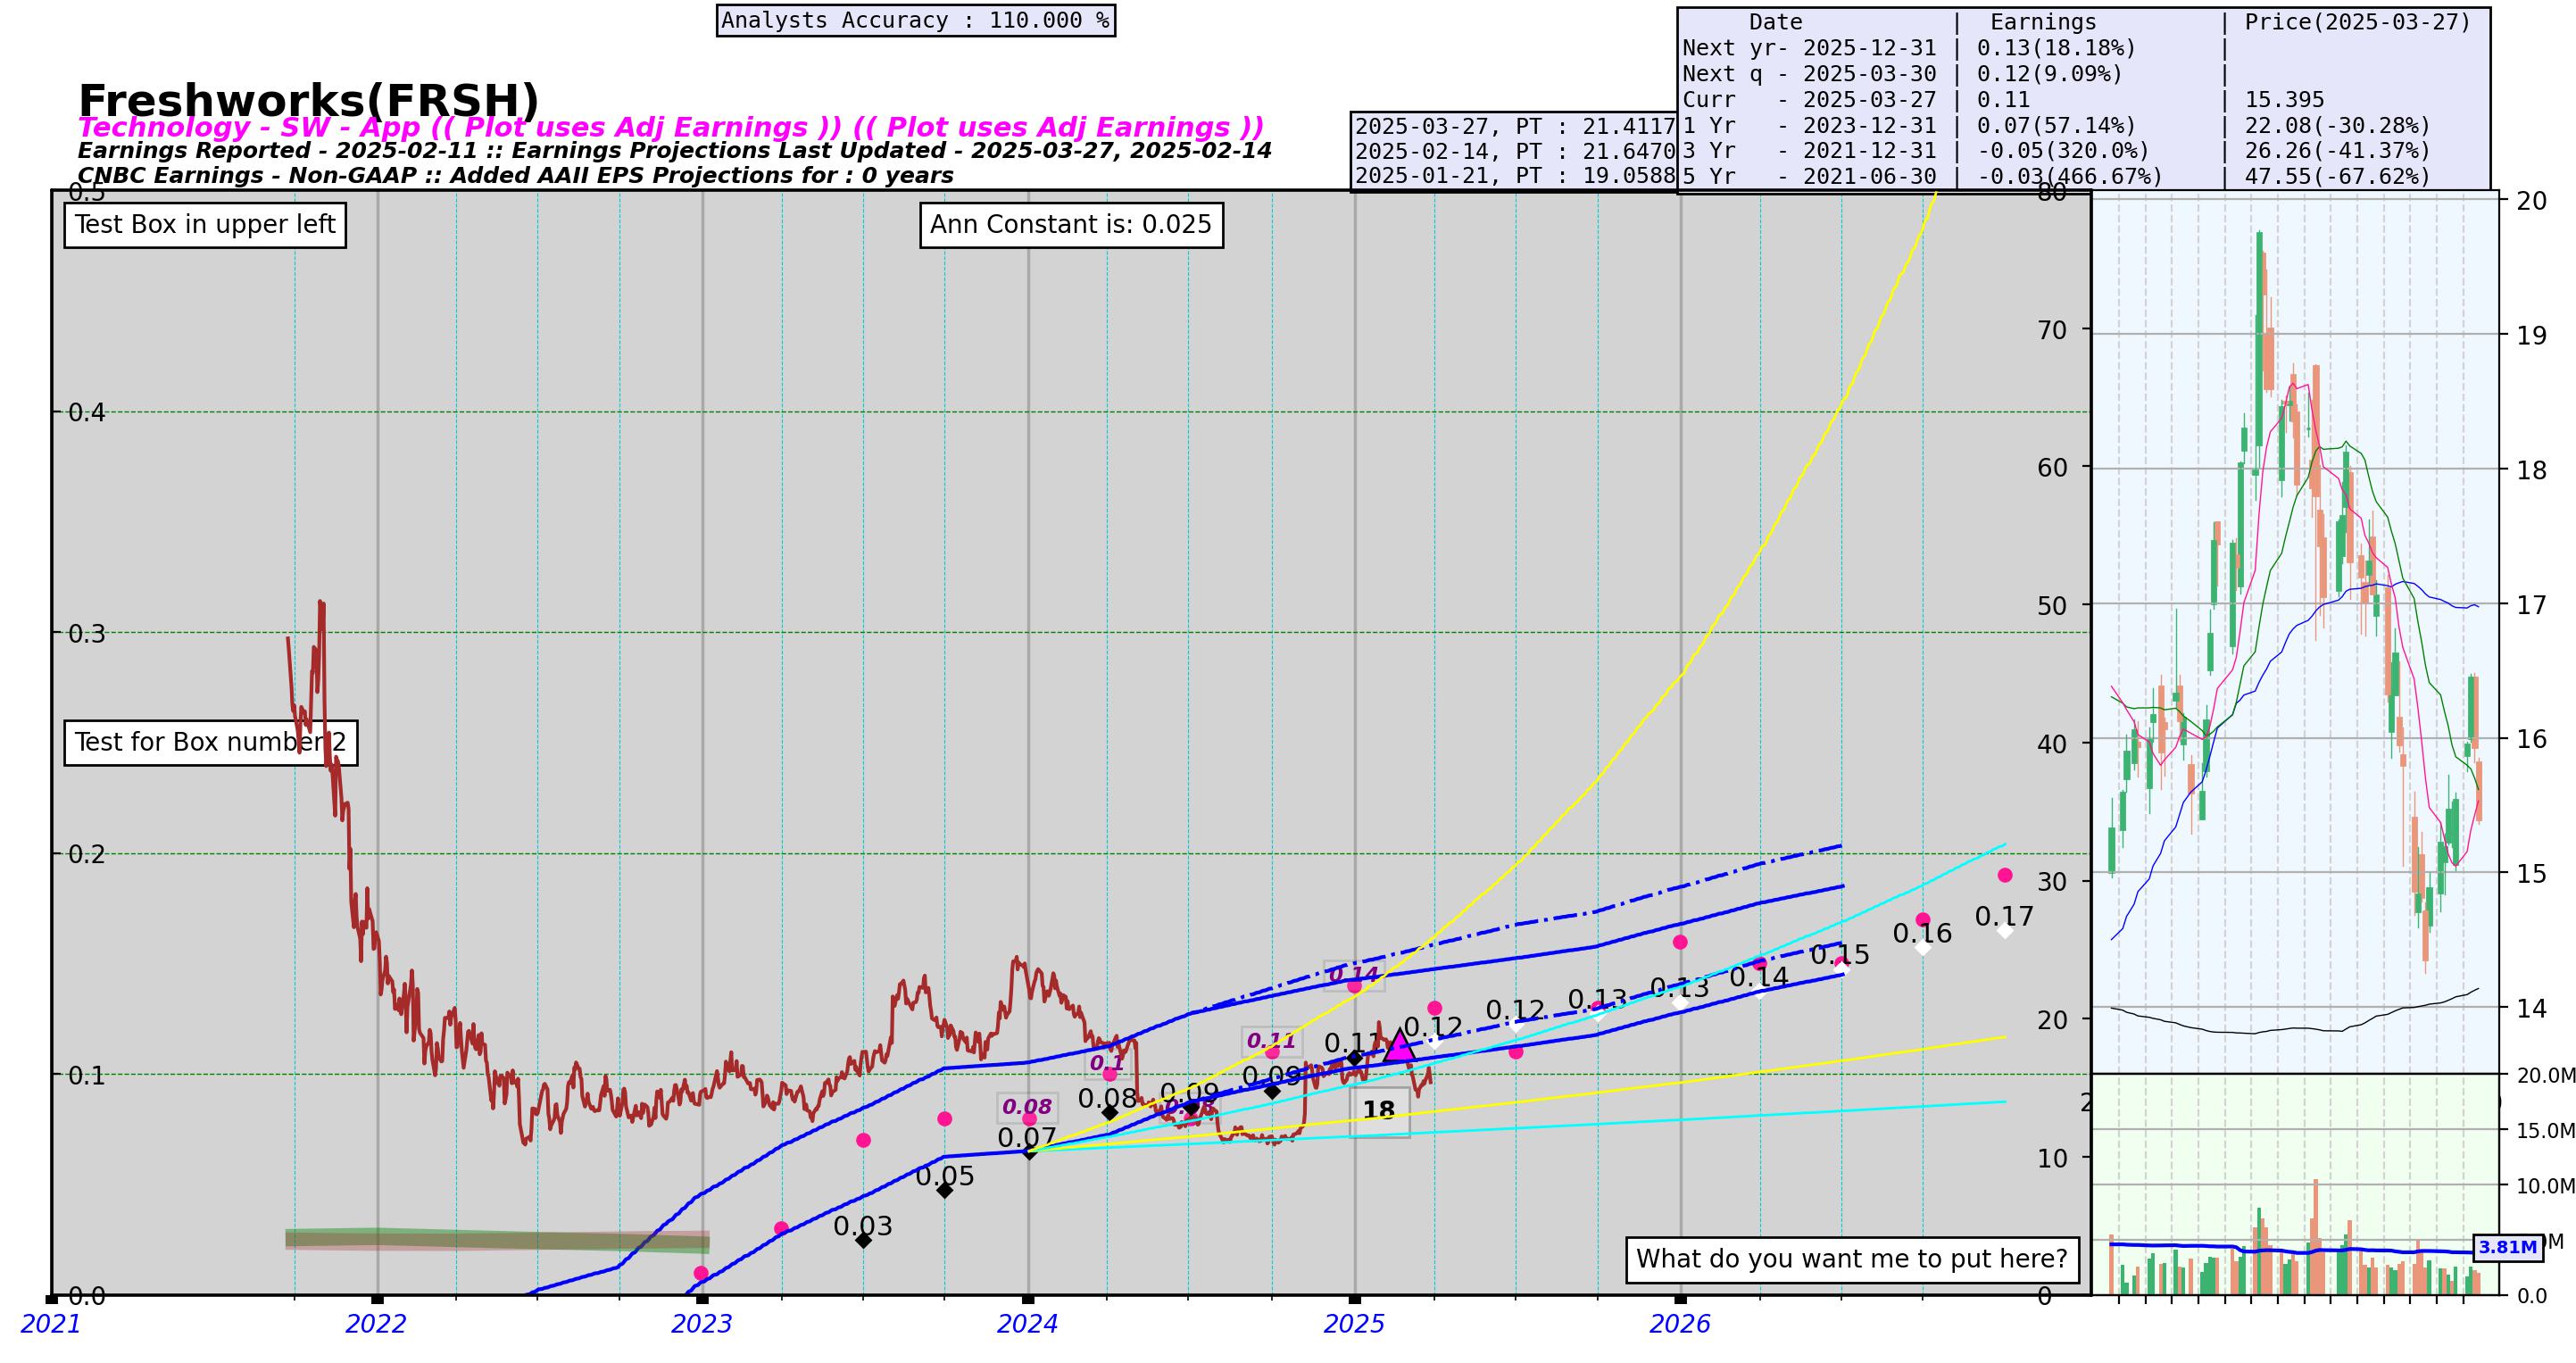 Analysts Accuracy : 110.000 %
Date | Earnings | Price(2025-03-27)
Next yr- 2025-12-31 | 0.13(18.18%) |
Next q - 2025-03-30 | 0.12(9.09%) |
Curr - 2025-03-27 | 0.11 | 15.395
1 Yr - 2023-12-31 | 0.07(57.14%) | 22.08(-30.28%)
3 Yr - 2021-12-31 | -0.05(320.0%) | 26.26(-41.37%)
5 Yr - 2021-06-30 | -0.03(466.67%) | 47.55(-67.62%)
Freshworks(FRSH)
Technology - SW - App (( Plot uses Adj Earnings )) (( Plot uses Adj Earnings ))
Earnings Reported - 2025-02-11 :: Earnings Projections Last Updated - 2025-03-27, 2025-02-14
CNBC Earnings - Non-GAAP :: Added AAII EPS Projections for : 0 years
2025-03-27, PT : 21.4117
2025-02-14, PT : 21.6470
2025-01-21, PT : 19.0588
Test Box in upper left
Ann Constant is: 0.025
Test for Box number 2
What do you want me to put here?
0.5
0.4
0.3
0.2
0.1
0.0
80
70
60
50
40
30
20
10
0
20
19
18
17
16
15
14
20.0M
15.0M
10.0M
0.0
3.81M
0.03
0.05
0.07
0.08
0.09
0.09
0.11
0.12
0.12
0.13
0.13
0.14
0.15
0.16
0.17
0.08
0.1
0.11
0.14
18
2021
2022
2023
2024
2025
2026